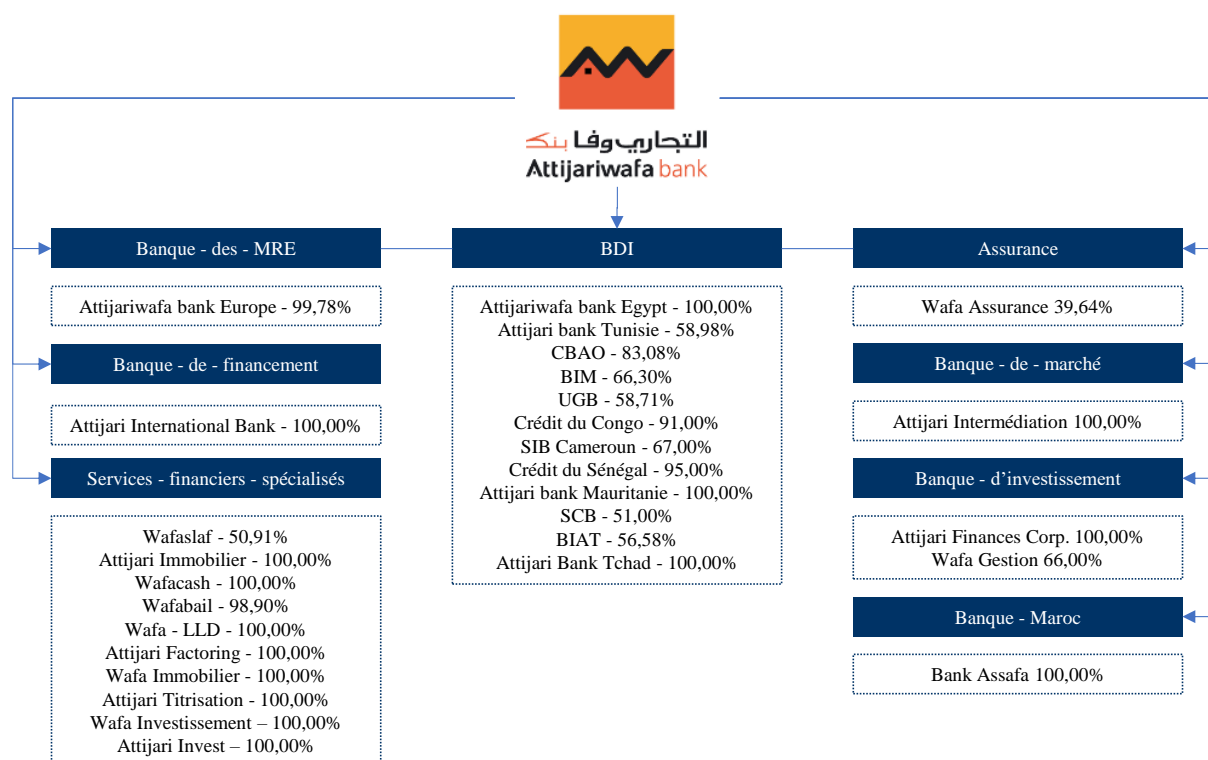 التجاري وفا بنك
Attijariwafa bank
Banque - des - MRE
Attijariwafa bank Europe - 99,78%
Banque - de - financement
Attijari International Bank - 100,00%
Services - financiers - spécialisés
Wafaslaf - 50,91%
Attijari Immobilier - 100,00%
Wafacash - 100,00%
Wafabail - 98,90%
Wafa - LLD - 100,00%
Attijari Factoring - 100,00%
Wafa Immobilier - 100,00%
Attijari Titrisation - 100,00%
Wafa Investissement – 100,00%
Attijari Invest – 100,00%
BDI
Attijariwafa bank Egypt - 100,00%
Attijari bank Tunisie - 58,98%
CBAO - 83,08%
BIM - 66,30%
UGB - 58,71%
Crédit du Congo - 91,00%
SIB Cameroun - 67,00%
Crédit du Sénégal - 95,00%
Attijari bank Mauritanie - 100,00%
SCB - 51,00%
BIAT - 56,58%
Attijari Bank Tchad - 100,00%
Assurance
Wafa Assurance 39,64%
Banque - de - marché
Attijari Intermédiation 100,00%
Banque - d’investissement
Attijari Finances Corp. 100,00%
Wafa Gestion 66,00%
Banque - Maroc
Bank Assafa 100,00%